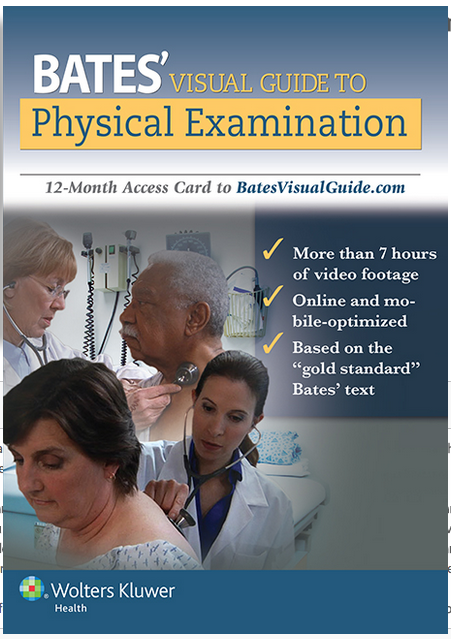 BATES' VISUAL GUIDE TO
Physical Examination
12-Month Access Card to BatesVisualGuide.com
✓ More than 7 hours
of video footage
✓ Online and mo-
bile-optimized
✓ Based on the
“gold standard”
Bates' text
Wolters Kluwer
Health